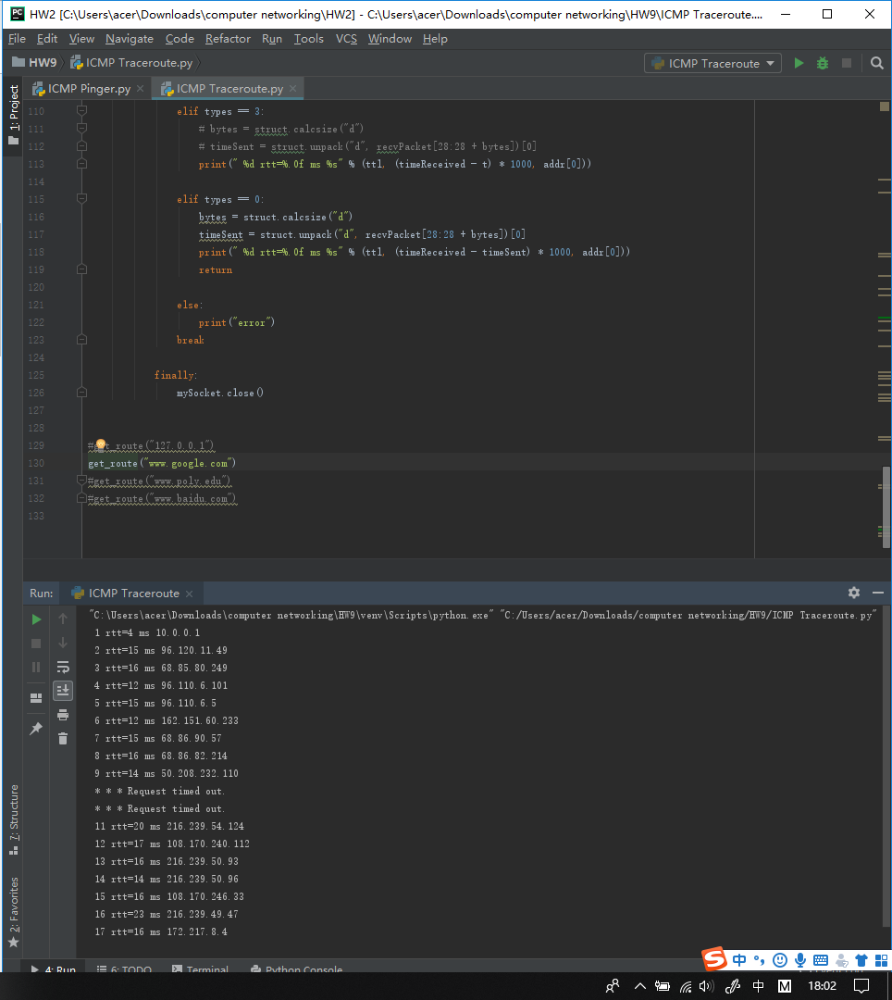 HW2 [C:\Users\acer\Downloads\computer networking\HW2] - C:\Users\acer\Downloads\computer networking\HW9\ICMP Traceroute....
File Edit View Navigate Code Refactor Run Tools VCS Window Help
HW9 ICMP Traceroute.py ICMP Traceroute
1: Project
ICMP Pinger.py ICMP Traceroute.py
110 elif types == 3:
111 # bytes = struct.calcsize("d")
112 # timeSent = struct.unpack("d", recvPacket[28:28 + bytes])[0]
113 print(" %d rtt=%.0f ms %s" % (ttl, (timeReceived - t) * 1000, addr[0]))
114
115 elif types == 0:
116 bytes = struct.calcsize("d")
117 timeSent = struct.unpack("d", recvPacket[28:28 + bytes])[0]
118 print(" %d rtt=%.0f ms %s" % (ttl, (timeReceived - timeSent) * 1000, addr[0]))
119 return
120
121 else:
122 print("error")
123 break
124
125 finally:
126 mySocket.close()
127
128
129 #get_route("127.0.0.1")
130 get_route("www.google.com")
131 #get_route("www.poly.edu")
132 #get_route("www.baidu.com")
133
Run: ICMP Traceroute
"C:\Users\acer\Downloads\computer networking\HW9\venv\Scripts\python.exe" "C:/Users/acer/Downloads/computer networking/HW9/ICMP Traceroute.py"
1 rtt=4 ms 10.0.0.1
2 rtt=15 ms 96.120.11.49
3 rtt=16 ms 68.85.80.249
4 rtt=12 ms 96.110.6.101
5 rtt=15 ms 96.110.6.5
6 rtt=12 ms 162.151.60.233
7 rtt=15 ms 68.86.90.57
8 rtt=16 ms 68.86.82.214
9 rtt=14 ms 50.208.232.110
* * * Request timed out.
* * * Request timed out.
11 rtt=20 ms 216.239.54.124
12 rtt=17 ms 108.170.240.112
13 rtt=16 ms 216.239.50.93
14 rtt=14 ms 216.239.50.96
15 rtt=16 ms 108.170.246.33
16 rtt=23 ms 216.239.49.47
17 rtt=16 ms 172.217.8.4
7: Structure
2: Favorites
4: Run 6: TODO Terminal Python Console
中
中 M 18:02